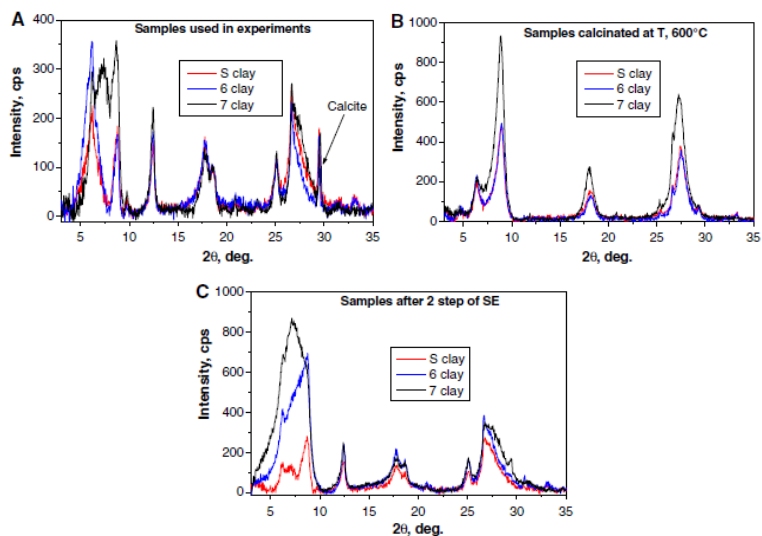 A
Samples used in experiments
S clay
6 clay
7 clay
Calcite
Intensity, cps
400
300
200
100
0
5 10 15 20 25 30 35
2θ, deg.
B
Samples calcinated at T, 600°C
S clay
6 clay
7 clay
Intensity, cps
1000
800
600
400
200
0
5 10 15 20 25 30 35
2θ, deg.
C
Samples after 2 step of SE
S clay
6 clay
7 clay
Intensity, cps
1000
800
600
400
200
0
5 10 15 20 25 30 35
2θ, deg.